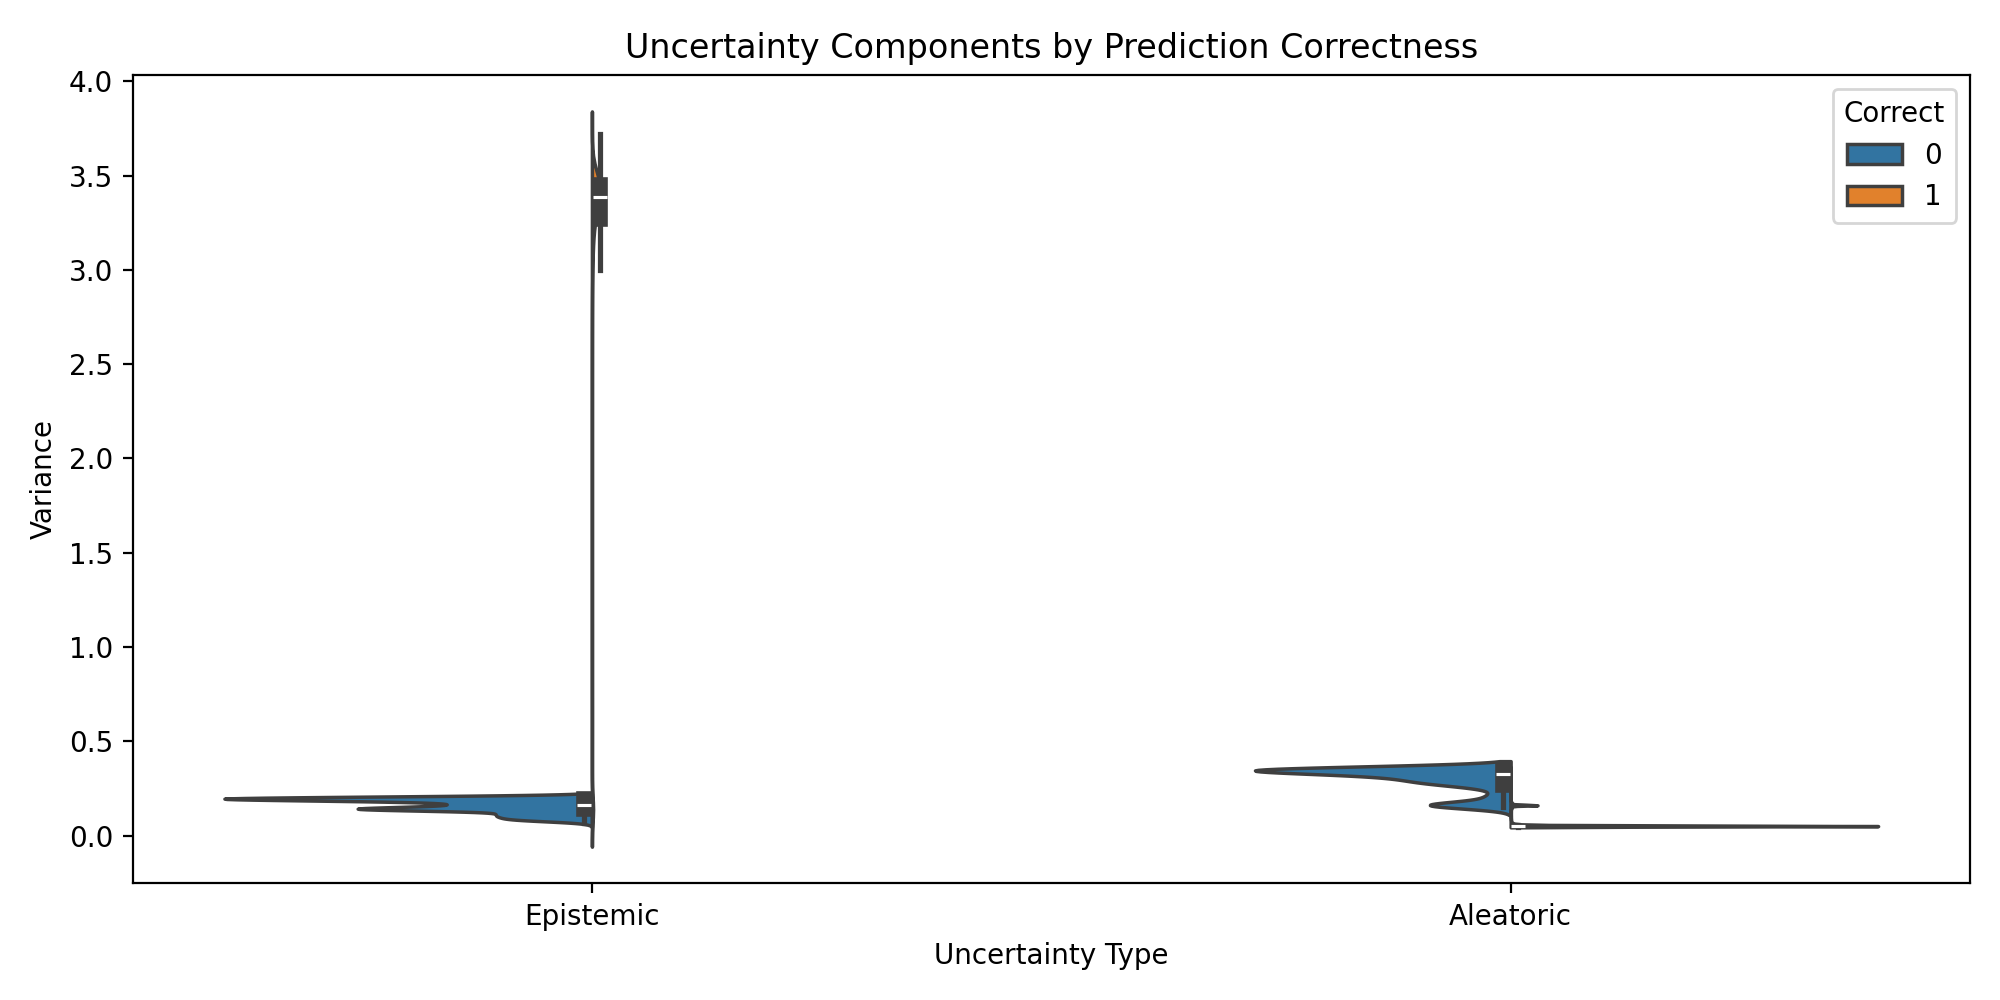 Uncertainty Components by Prediction Correctness
4.0
3.5
3.0
2.5
2.0
1.5
1.0
0.5
0.0
Variance
Correct
0
1
Epistemic
Aleatoric
Uncertainty Type